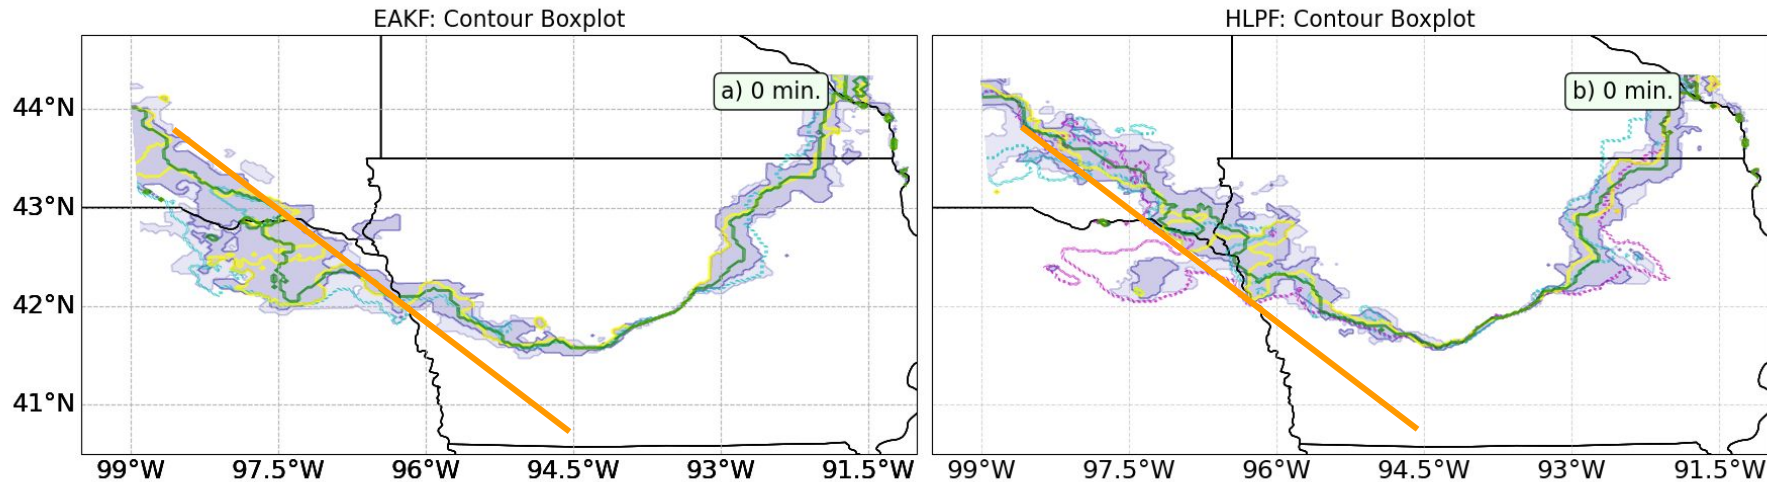 EAKF: Contour Boxplot
HLPF: Contour Boxplot
a) 0 min.
b) 0 min.
44°N
43°N
42°N
41°N
99°W 97.5°W 96°W 94.5°W 93°W 91.5°W
99°W 97.5°W 96°W 94.5°W 93°W 91.5°W